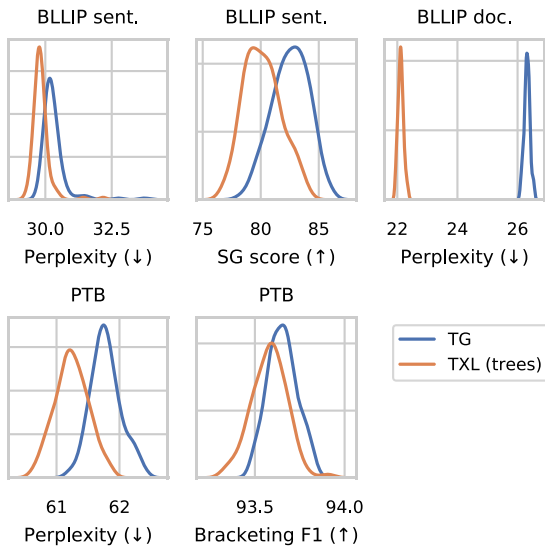 BLLIP sent.
BLLIP sent.
BLLIP doc.
30.0 32.5
75 80 85
22 24 26
Perplexity (↓)
SG score (↑)
Perplexity (↓)
PTB
PTB
TG
TXL (trees)
61 62
93.5 94.0
Perplexity (↓)
Bracketing F1 (↑)